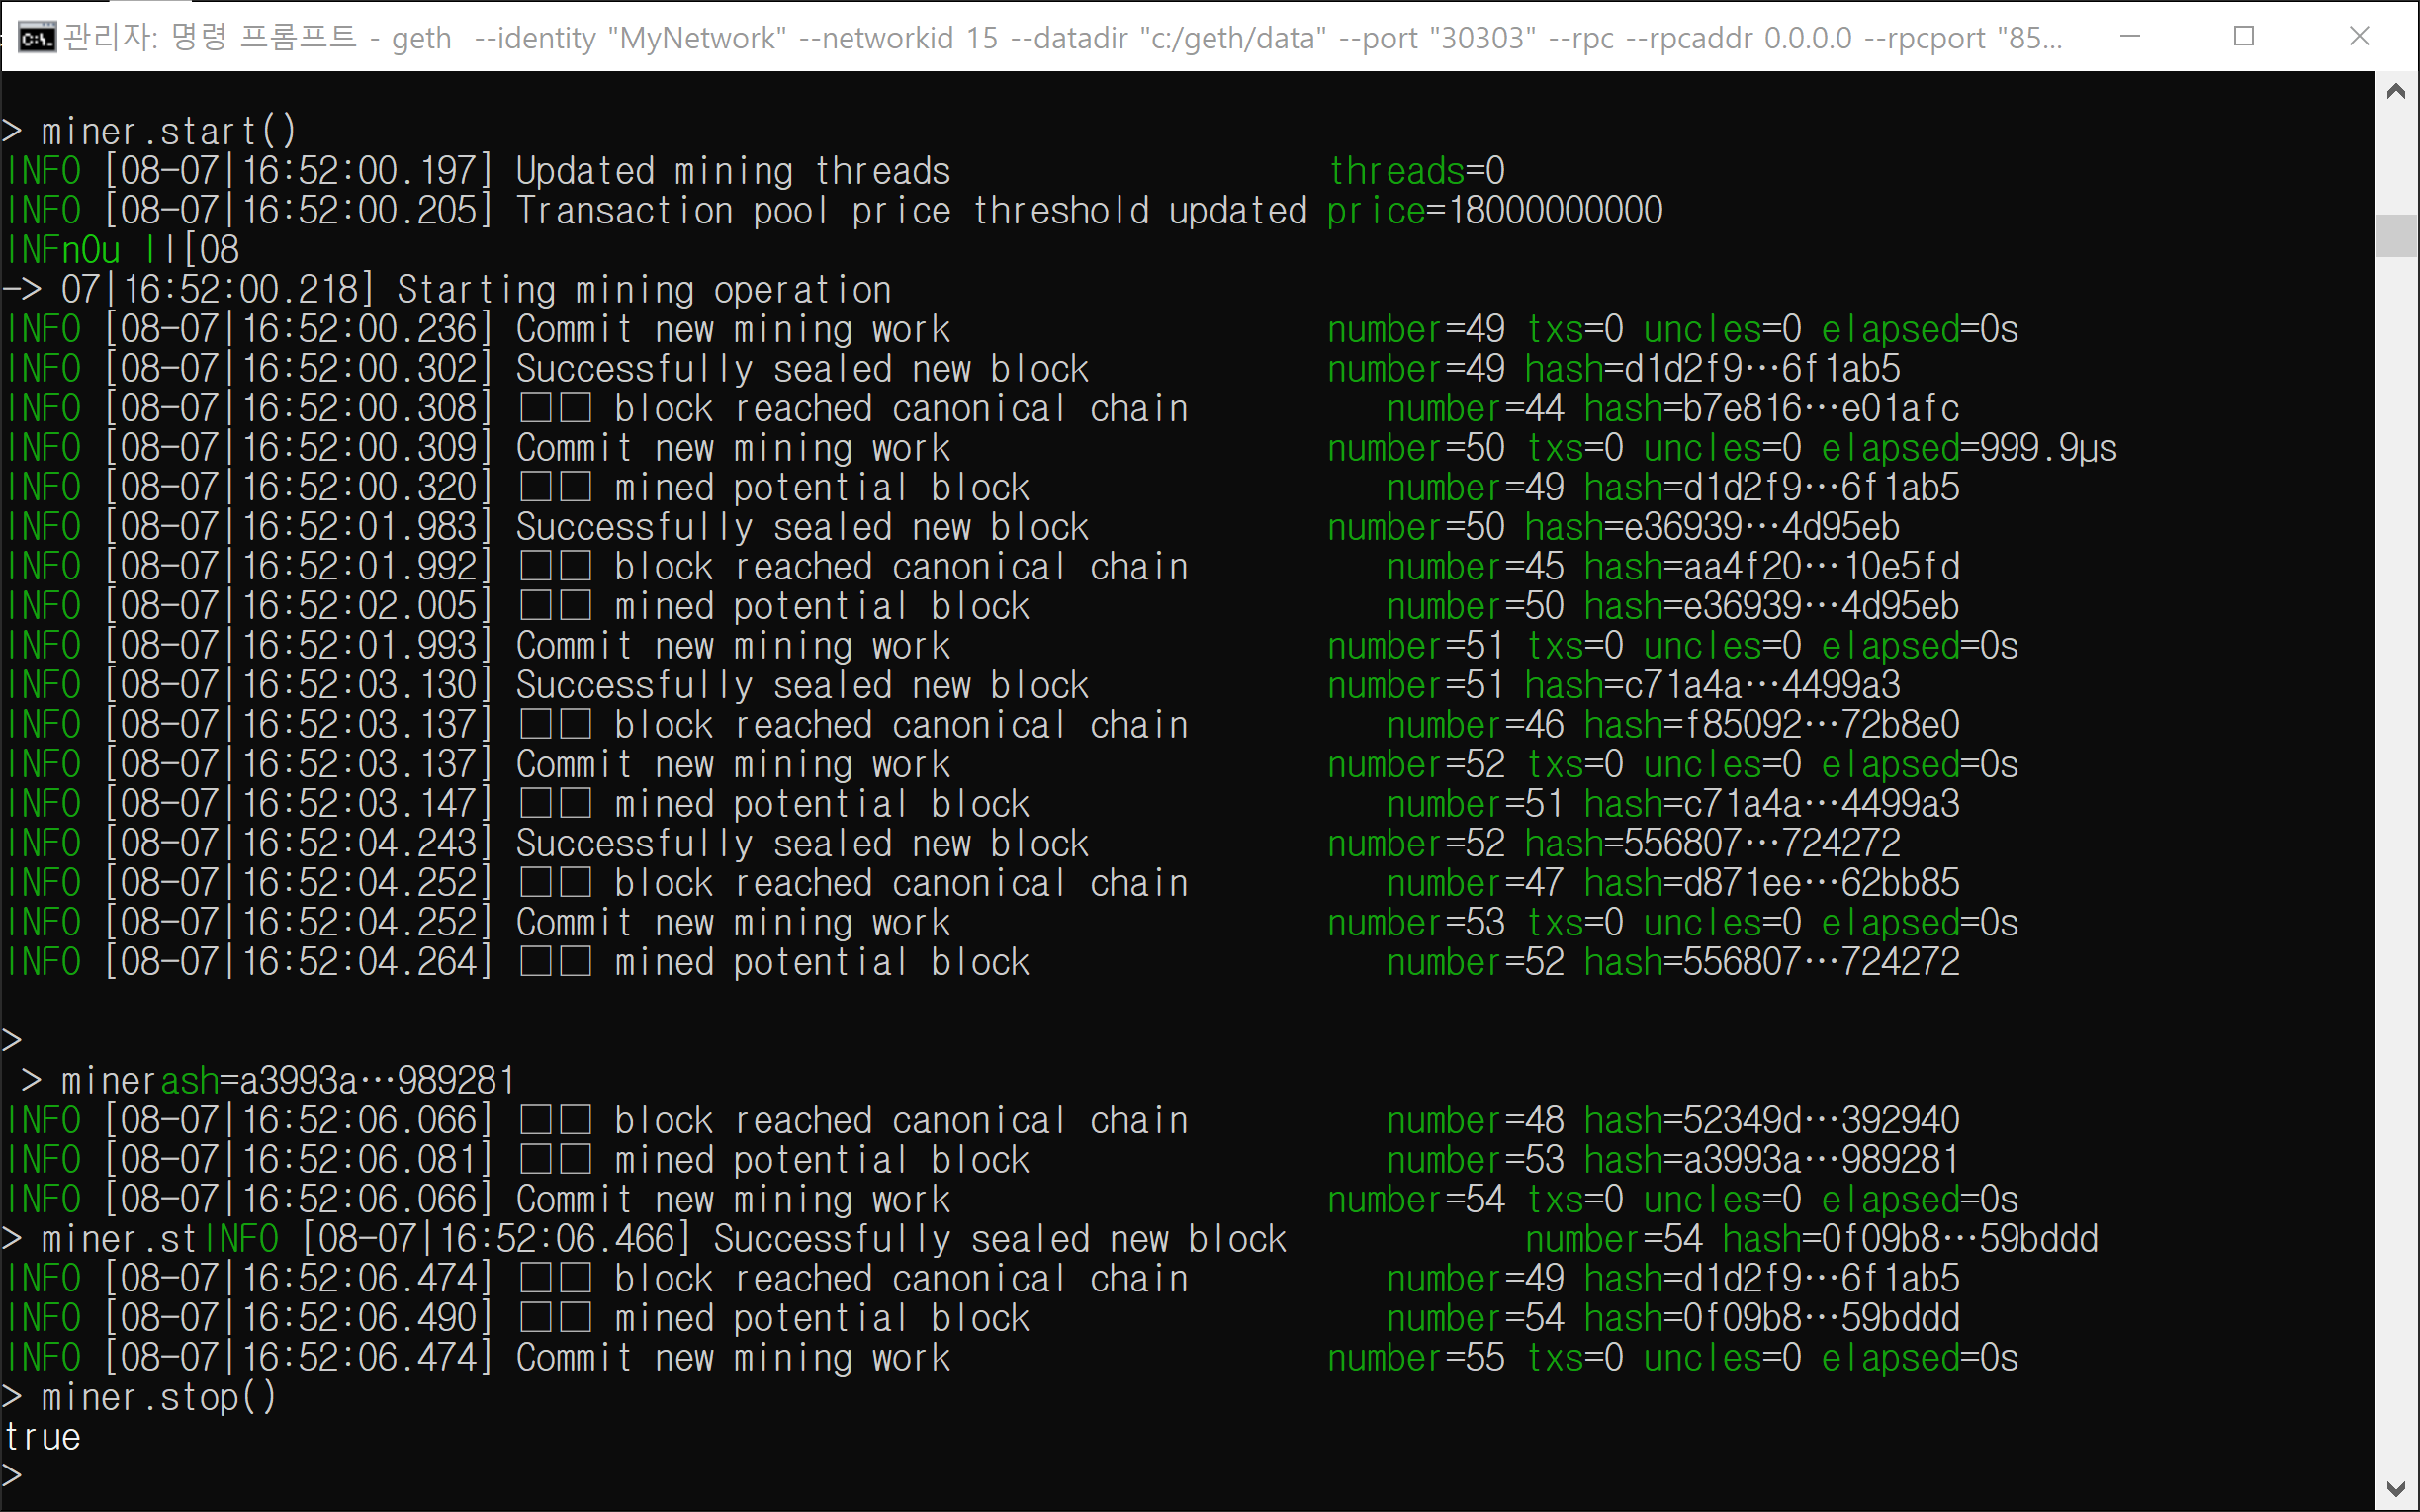 관리자: 명령 프롬프트 - geth  --identity "MyNetwork" --networkid 15 --datadir "c:/geth/data" --port "30303" --rpc --rpcaddr 0.0.0.0 --rpcport "85...
> miner.start()
INFO [08-07|16:52:00.197] Updated mining threads threads=0
INFO [08-07|16:52:00.205] Transaction pool price threshold updated price=18000000000
INFnOu ll[08
-> 07|16:52:00.218] Starting mining operation
INFO [08-07|16:52:00.236] Commit new mining work number=49 txs=0 uncles=0 elapsed=0s
INFO [08-07|16:52:00.302] Successfully sealed new block number=49 hash=d1d2f9…6f1ab5
INFO [08-07|16:52:00.308] □□ block reached canonical chain number=44 hash=b7e816…e01afc
INFO [08-07|16:52:00.309] Commit new mining work number=50 txs=0 uncles=0 elapsed=999.9µs
INFO [08-07|16:52:00.320] □□ mined potential block number=49 hash=d1d2f9…6f1ab5
INFO [08-07|16:52:01.983] Successfully sealed new block number=50 hash=e36939…4d95eb
INFO [08-07|16:52:01.992] □□ block reached canonical chain number=45 hash=aa4f20…10e5fd
INFO [08-07|16:52:02.005] □□ mined potential block number=50 hash=e36939…4d95eb
INFO [08-07|16:52:01.993] Commit new mining work number=51 txs=0 uncles=0 elapsed=0s
INFO [08-07|16:52:03.130] Successfully sealed new block number=51 hash=c71a4a…4499a3
INFO [08-07|16:52:03.137] □□ block reached canonical chain number=46 hash=f85092…72b8e0
INFO [08-07|16:52:03.137] Commit new mining work number=52 txs=0 uncles=0 elapsed=0s
INFO [08-07|16:52:03.147] □□ mined potential block number=51 hash=c71a4a…4499a3
INFO [08-07|16:52:04.243] Successfully sealed new block number=52 hash=556807…724272
INFO [08-07|16:52:04.252] □□ block reached canonical chain number=47 hash=d871ee…62bb85
INFO [08-07|16:52:04.252] Commit new mining work number=53 txs=0 uncles=0 elapsed=0s
INFO [08-07|16:52:04.264] □□ mined potential block number=52 hash=556807…724272
>
> minerash=a3993a…989281
INFO [08-07|16:52:06.066] □□ block reached canonical chain number=48 hash=52349d…392940
INFO [08-07|16:52:06.081] □□ mined potential block number=53 hash=a3993a…989281
INFO [08-07|16:52:06.066] Commit new mining work number=54 txs=0 uncles=0 elapsed=0s
> miner.stINFO [08-07|16:52:06.466] Successfully sealed new block number=54 hash=0f09b8…59bddd
INFO [08-07|16:52:06.474] □□ block reached canonical chain number=49 hash=d1d2f9…6f1ab5
INFO [08-07|16:52:06.490] □□ mined potential block number=54 hash=0f09b8…59bddd
INFO [08-07|16:52:06.474] Commit new mining work number=55 txs=0 uncles=0 elapsed=0s
> miner.stop()
true
>